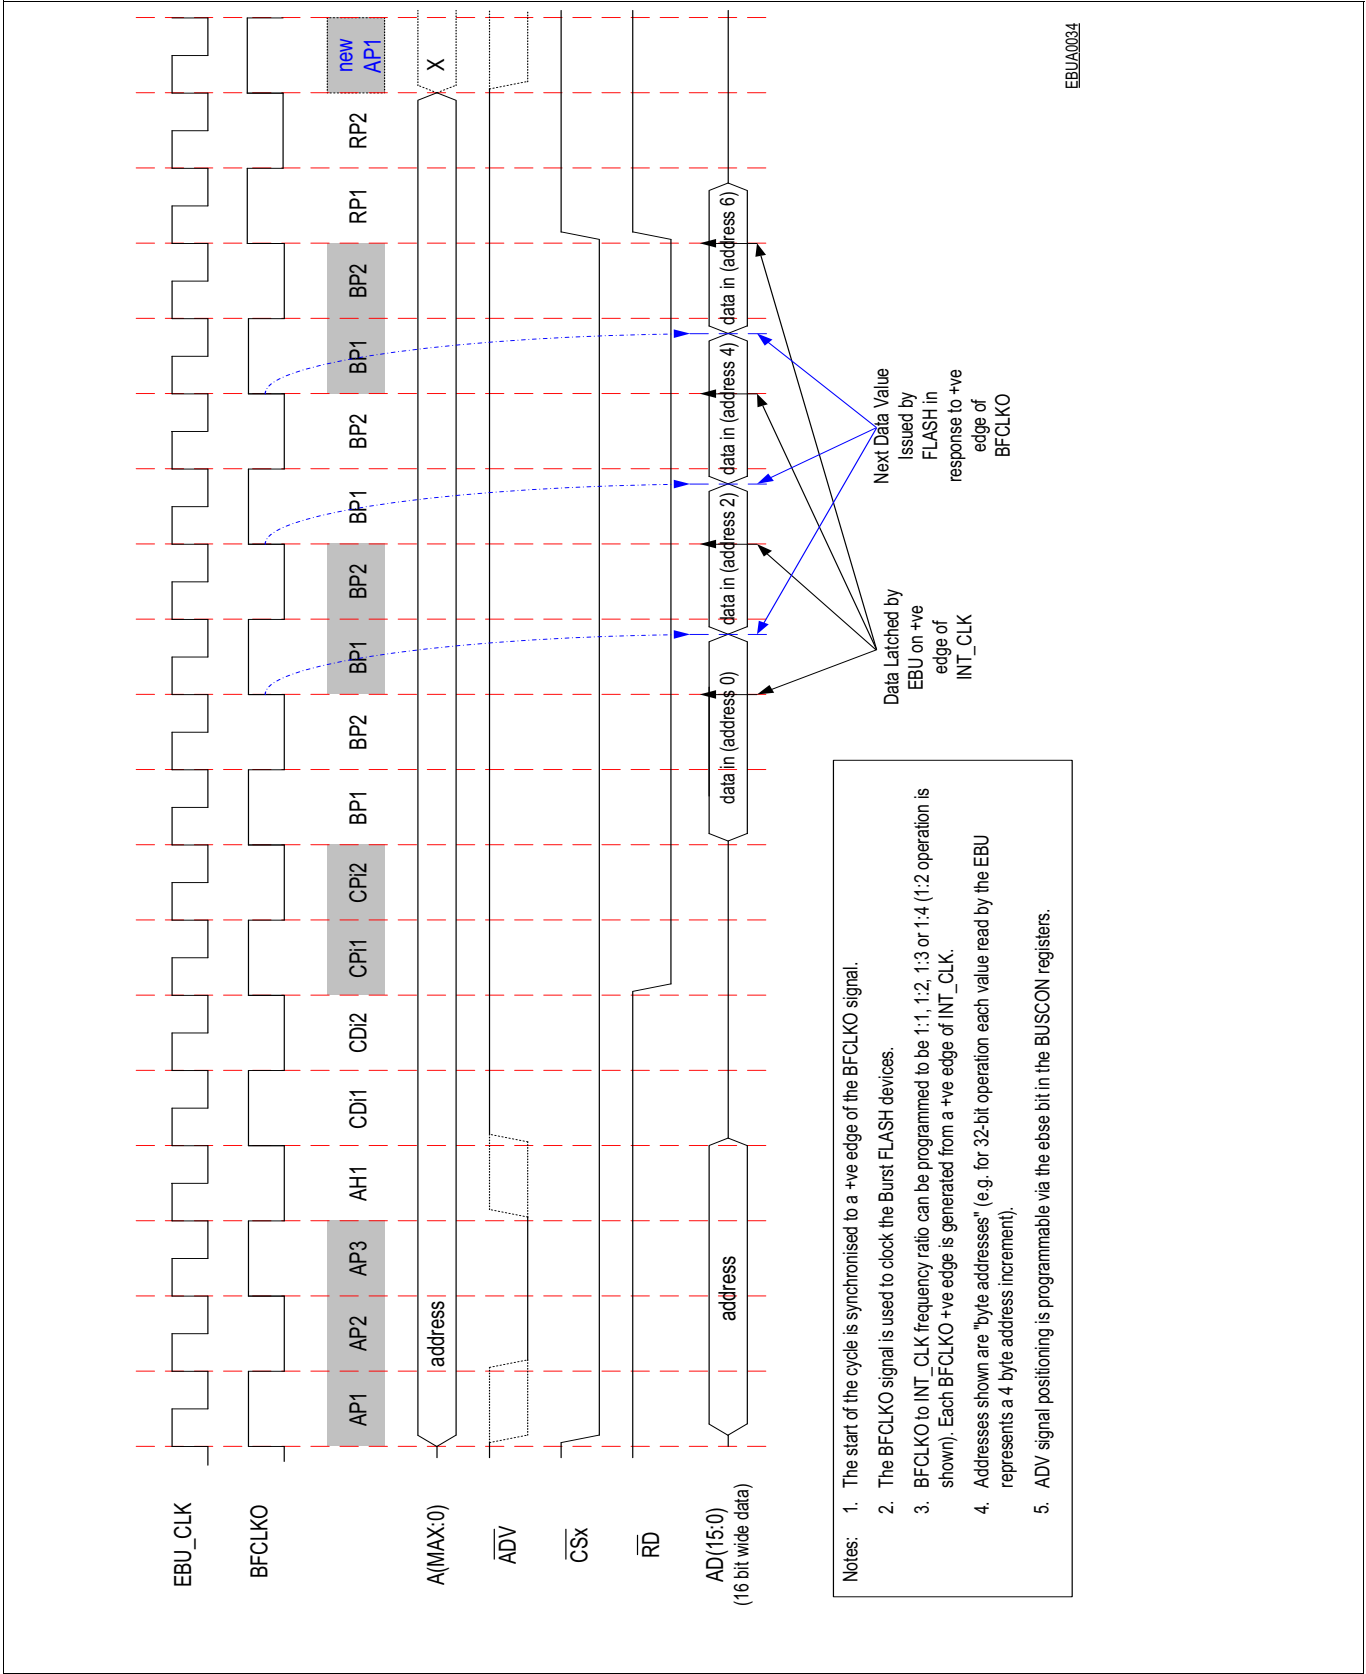 EBU_CLK
BFCLKO
AP1 AP2 AP3 AH1 CDi1 CDi2 CPi1 CPi2 BP1 BP2 BP1 BP2 BP1 BP2 BP1 BP2 RP1 RP2 new
AP1
A(MAX:0) address X
ADV
CSx
RD
AD(15:0)
(16 bit wide data)
address data in (address 0) data in (address 2) data in (address 4) data in (address 6)
Data Latched by
EBU on +ve
edge of
INT_CLK
Next Data Value
Issued by
FLASH in
response to +ve
edge of
BFCLKO
Notes: 1. The start of the cycle is synchronised to a +ve edge of the BFCLKO signal.
2. The BFCLKO signal is used to clock the Burst FLASH devices.
3. BFCLKO to INT_CLK frequency ratio can be programmed to be 1:1, 1:2, 1:3 or 1:4 (1:2 operation is
shown). Each BFCLKO +ve edge is generated from a +ve edge of INT_CLK.
4. Addresses shown are "byte addresses" (e.g. for 32-bit operation each value read by the EBU
represents a 4 byte address increment).
5. ADV signal positioning is programmable via the ebse bit in the BUSCON registers.
EBUA0034